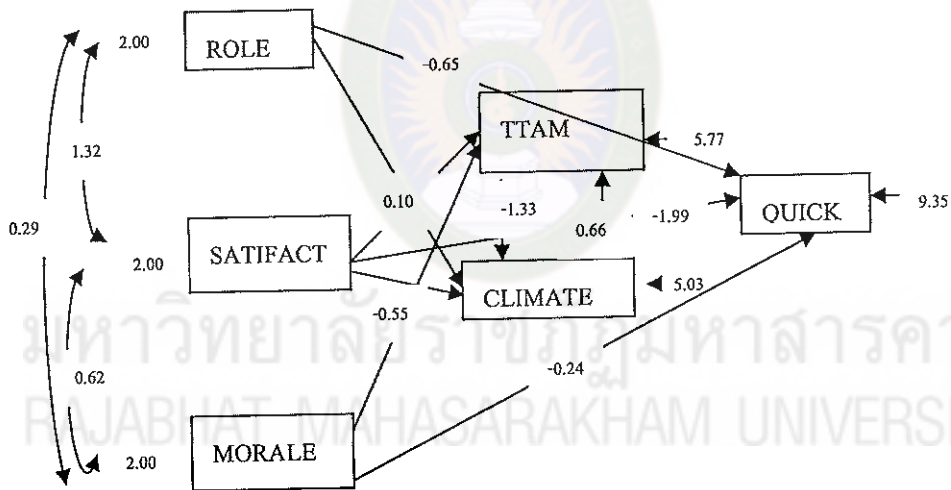 2.00 ROLE
-0.65
TTAM
5.77
1.32
0.10
-1.33
0.66
-1.99
QUICK
9.35
0.29
2.00 SATIFACT
CLIMATE
5.03
-0.55
มหาวิทยาลัยราชภัฏมหาสารคา
-0.24
0.62
RAJABHAT MAHASARAKHAM UNIVERS
2.00 MORALE